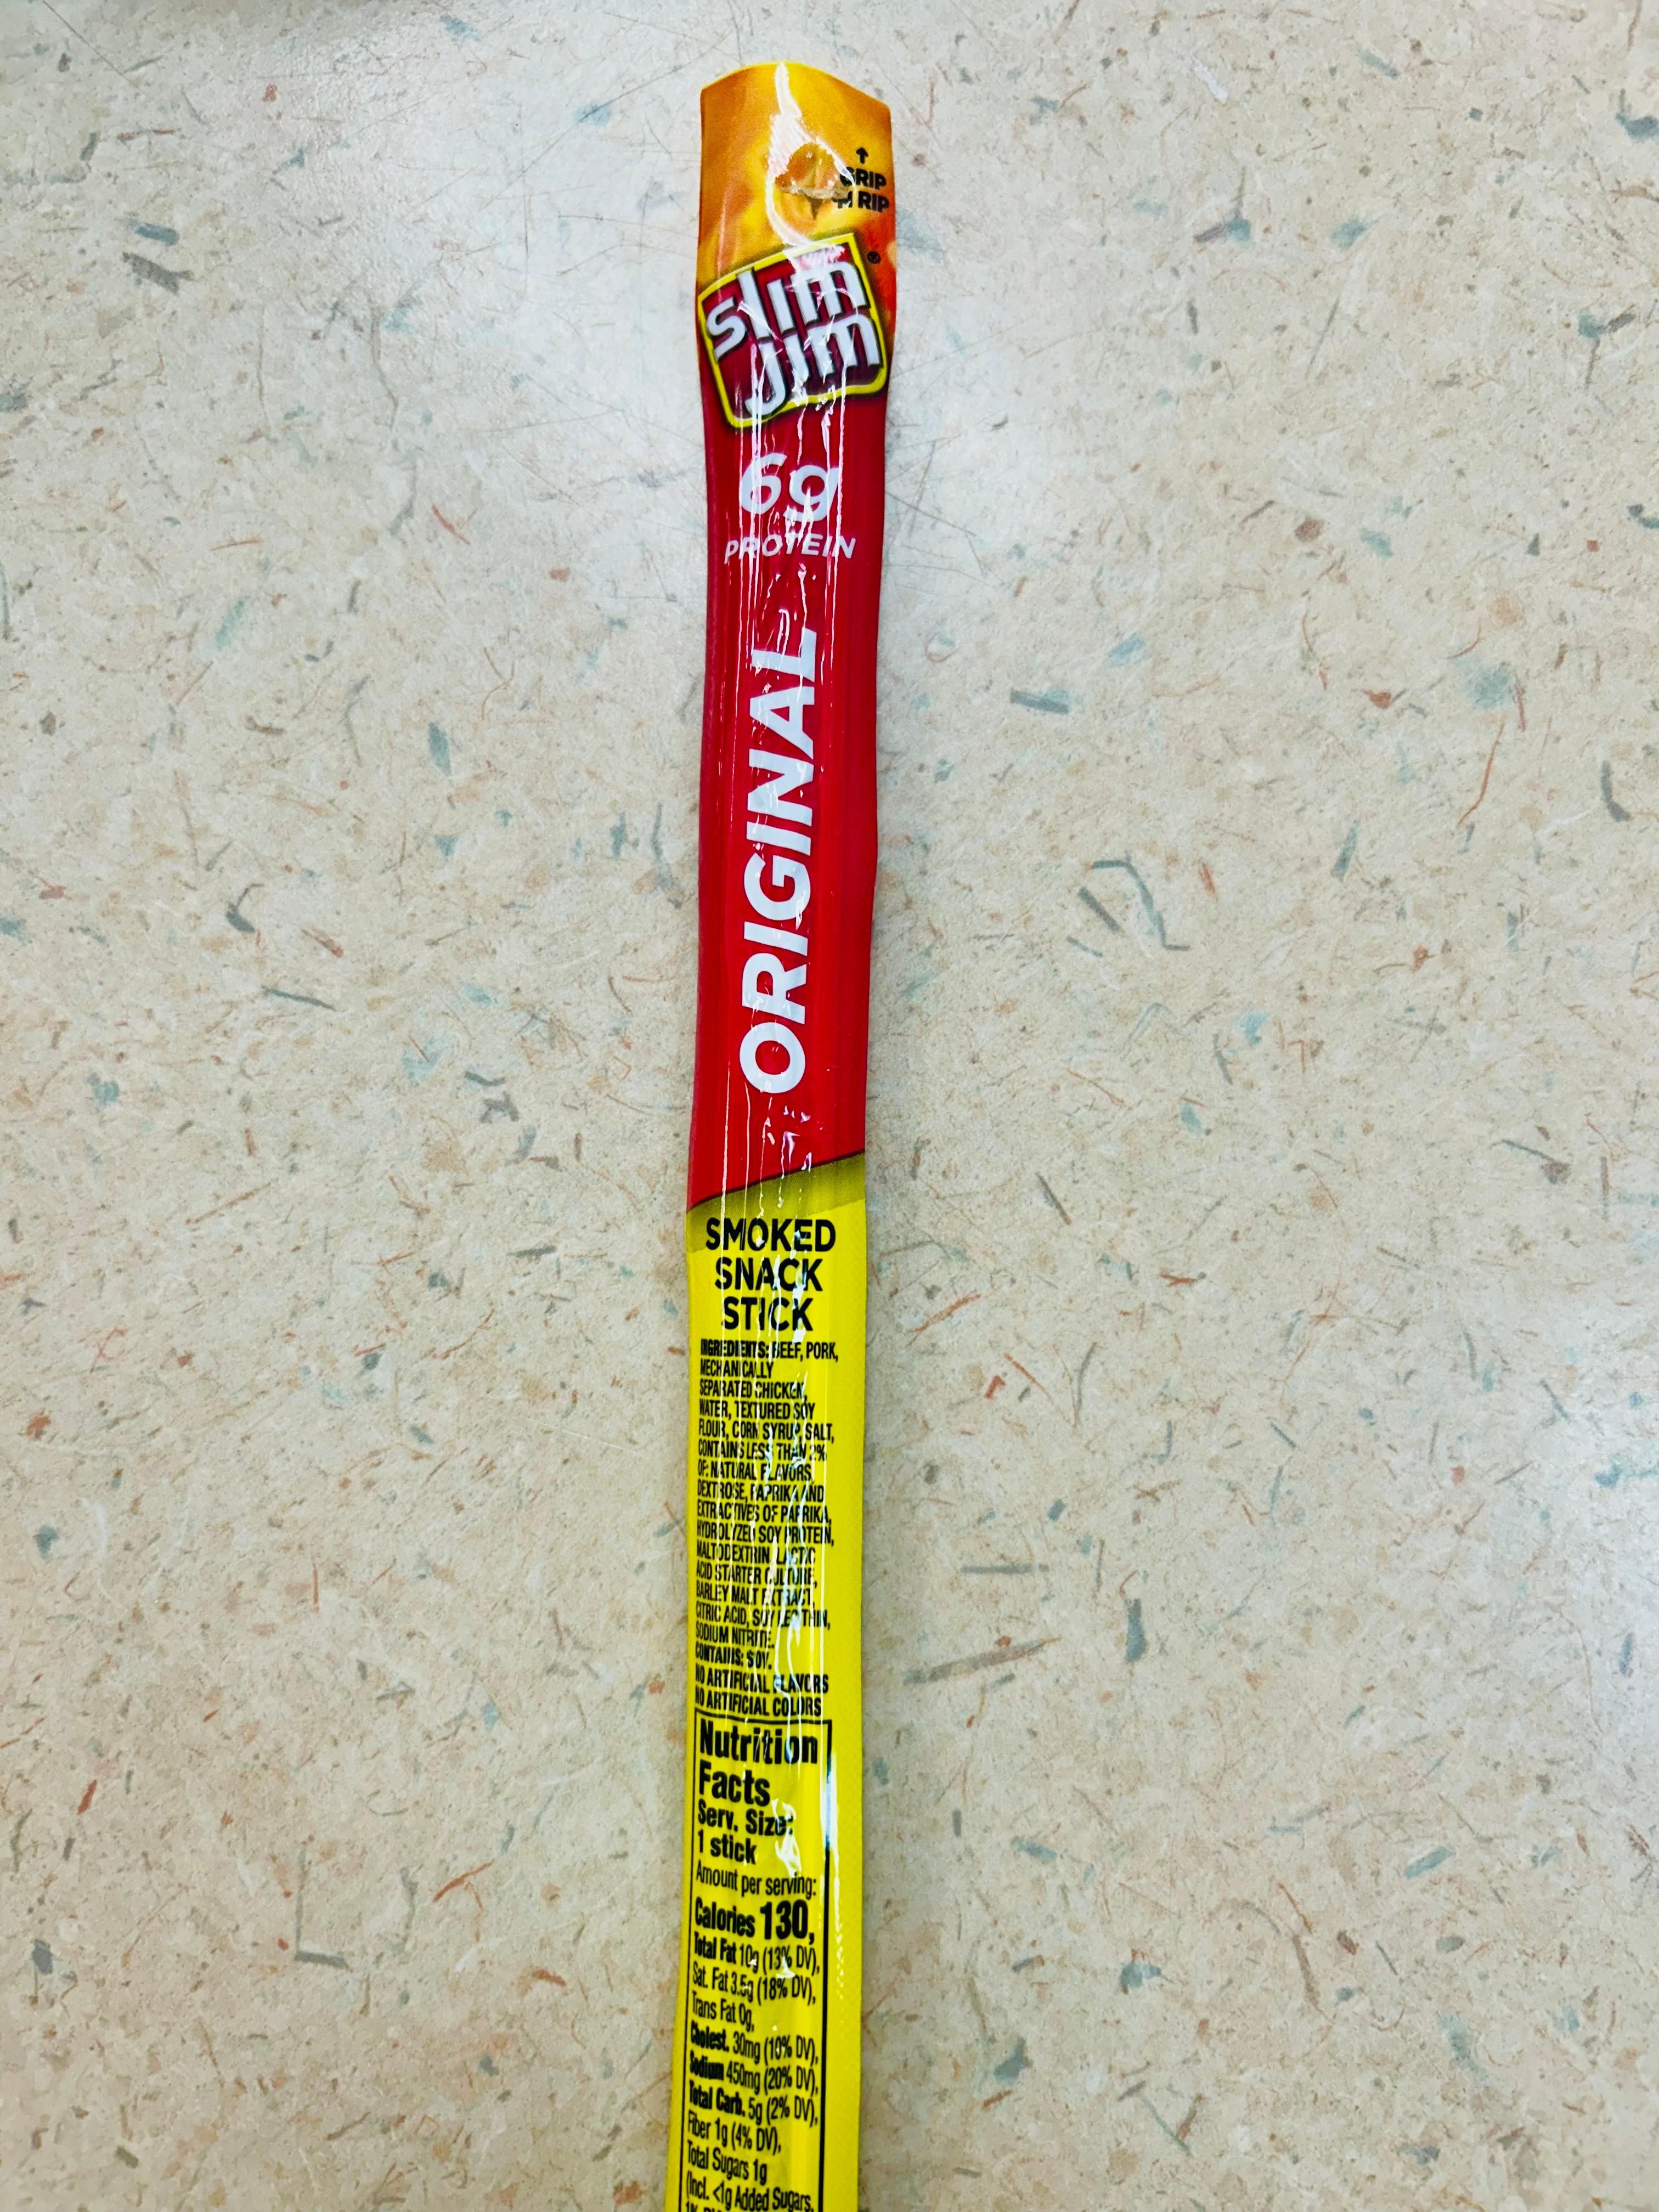 ↑
GRIP
'N RIP
slim
jim
®
6g
PROTEIN
ORIGINAL
SMOKED
SNACK
STICK
INGREDIENTS: BEEF, PORK,
MECHANICALLY
SEPARATED CHICKEN,
WATER, TEXTURED SOY
FLOUR, CORN SYRUP, SALT,
CONTAINS LESS THAN 2%
OF: NATURAL FLAVORS,
DEXTROSE, PAPRIKA AND
EXTRACTIVES OF PAPRIKA,
HYDROLYZED SOY PROTEIN,
MALTODEXTRIN, LACTIC
ACID STARTER CULTURE,
BARLEY MALT EXTRACT,
CITRIC ACID, SOY LECITHIN,
SODIUM NITRITE.
CONTAINS: SOY.
NO ARTIFICIAL FLAVORS
NO ARTIFICIAL COLORS
Nutrition
Facts
Serv. Size:
1 stick
Amount per serving:
Calories 130,
Total Fat 10g (13% DV),
Sat. Fat 3.5g (18% DV),
Trans Fat 0g,
Cholest. 30mg (10% DV),
Sodium 450mg (20% DV),
Total Carb. 5g (2% DV),
Fiber 1g (4% DV),
Total Sugars 1g
(Incl. <1g Added Sugars,